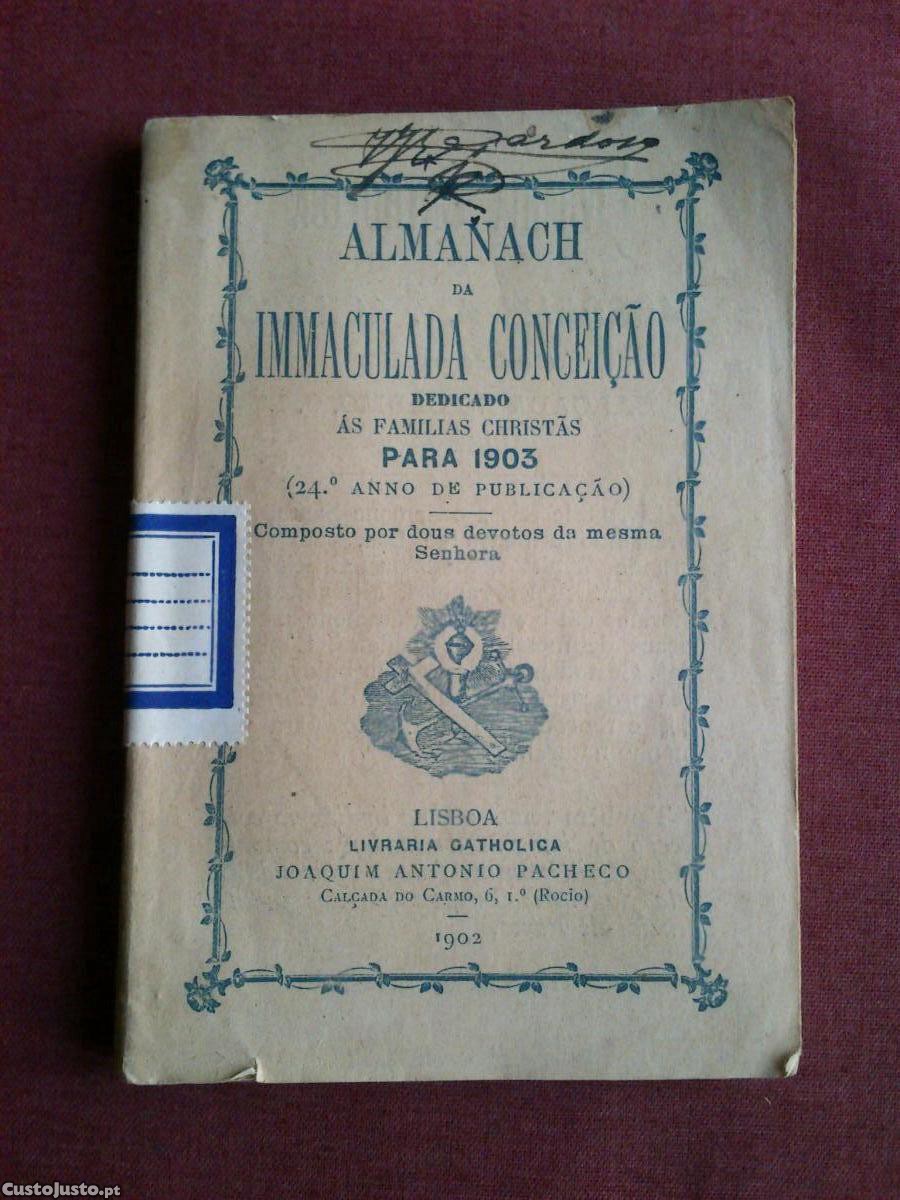 ALMANACH
DA
IMMACULADA CONCEIÇÃO
DEDICADO
ÁS FAMILIAS CHRISTÃS
PARA 1903
(24.º ANNO DE PUBLICAÇÃO)
Composto por dous devotos da mesma
Senhora
LISBOA
LIVRARIA CATHOLICA
JOAQUIM ANTONIO PACHECO
CALÇADA DO CARMO, 6, 1.º (Rocio)
1902
CustoJusto.pt